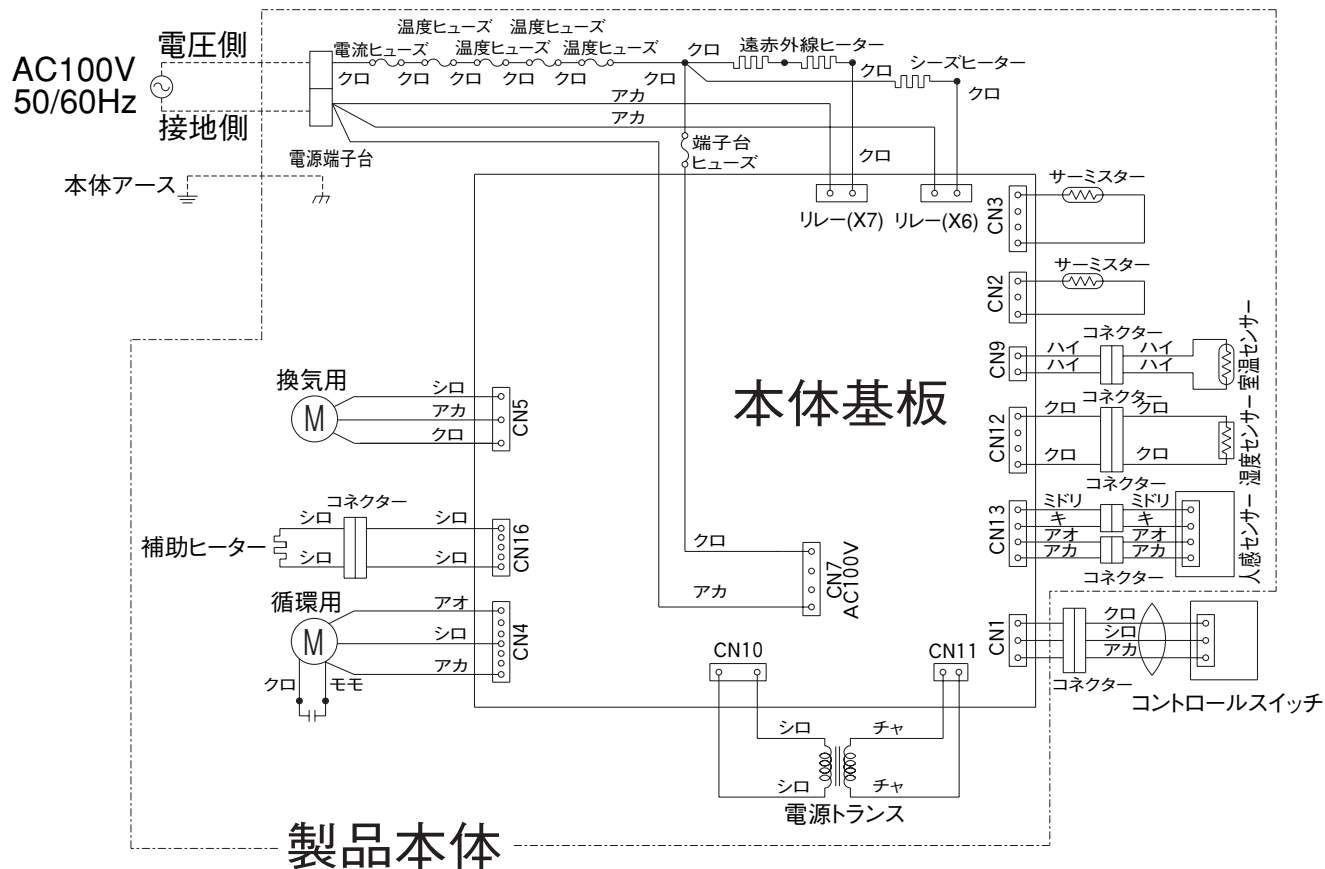 温度ヒューズ 温度ヒューズ
電圧側 電流ヒューズ 温度ヒューズ 温度ヒューズ クロ 遠赤外線ヒーター
シーズヒーター
AC100V
50/60Hz
クロ クロ クロ クロ クロ クロ クロ クロ
アカ
アカ
接地側
電源端子台
端子台
ヒューズ
クロ
本体アース
リレー(X7) リレー(X6)
CN3
サーミスター
CN2
サーミスター
CN9
コネクター
ハイ ハイ
ハイ ハイ
室温センサー
本体基板
換気用
M
シロ
アカ
クロ
CN5
CN12
コネクター
クロ クロ
クロ クロ
湿度センサー
コネクター
CN13
ミドリ ミドリ
キ キ
アオ アオ
アカ アカ
コネクター
人感センサー
補助ヒーター
コネクター
シロ シロ
シロ シロ
CN16
クロ
アカ
CN7
AC100V
循環用
M
アオ
シロ
アカ
CN4
クロ モモ
CN1
クロ
シロ
アカ
コネクター
コントロールスイッチ
CN10 CN11
シロ チャ
シロ チャ
電源トランス
製品本体